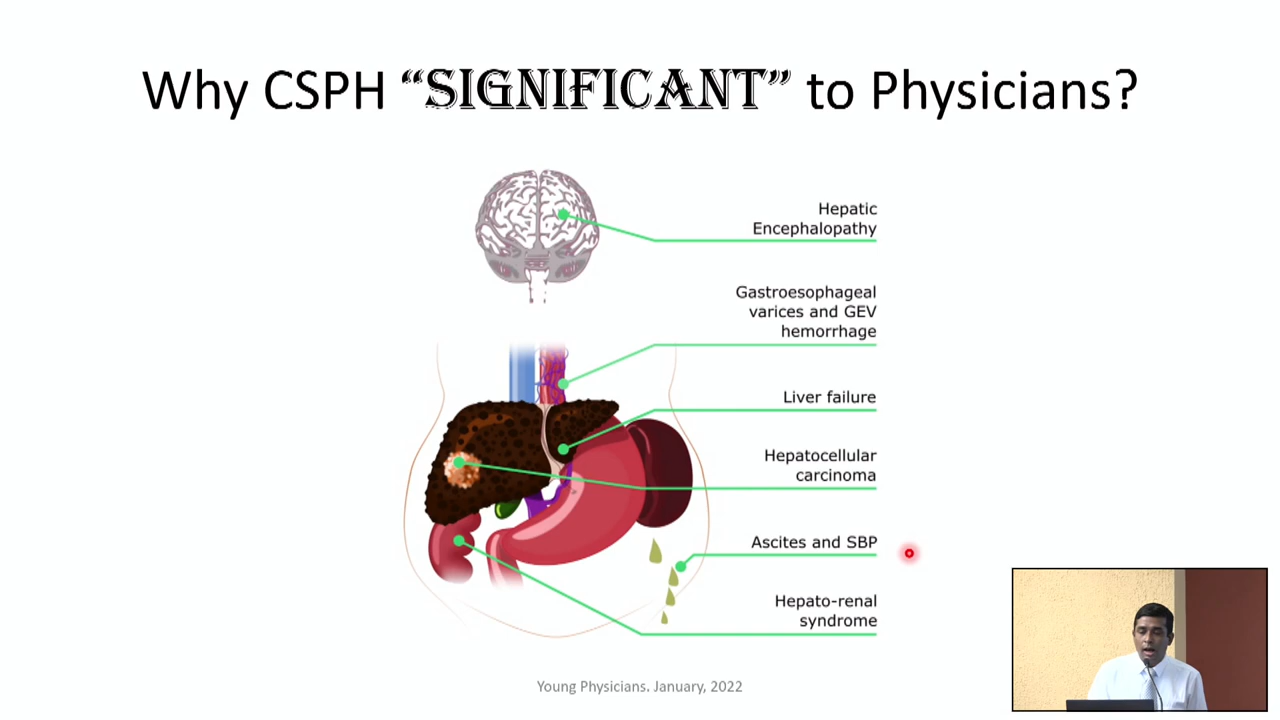 Why CSPH “SIGNIFICANT” to Physicians?
Hepatic
Encephalopathy
Gastroesophageal
varices and GEV
hemorrhage
Liver failure
Hepatocellular
carcinoma
Ascites and SBP
Hepato-renal
syndrome
Young Physicians. January, 2022